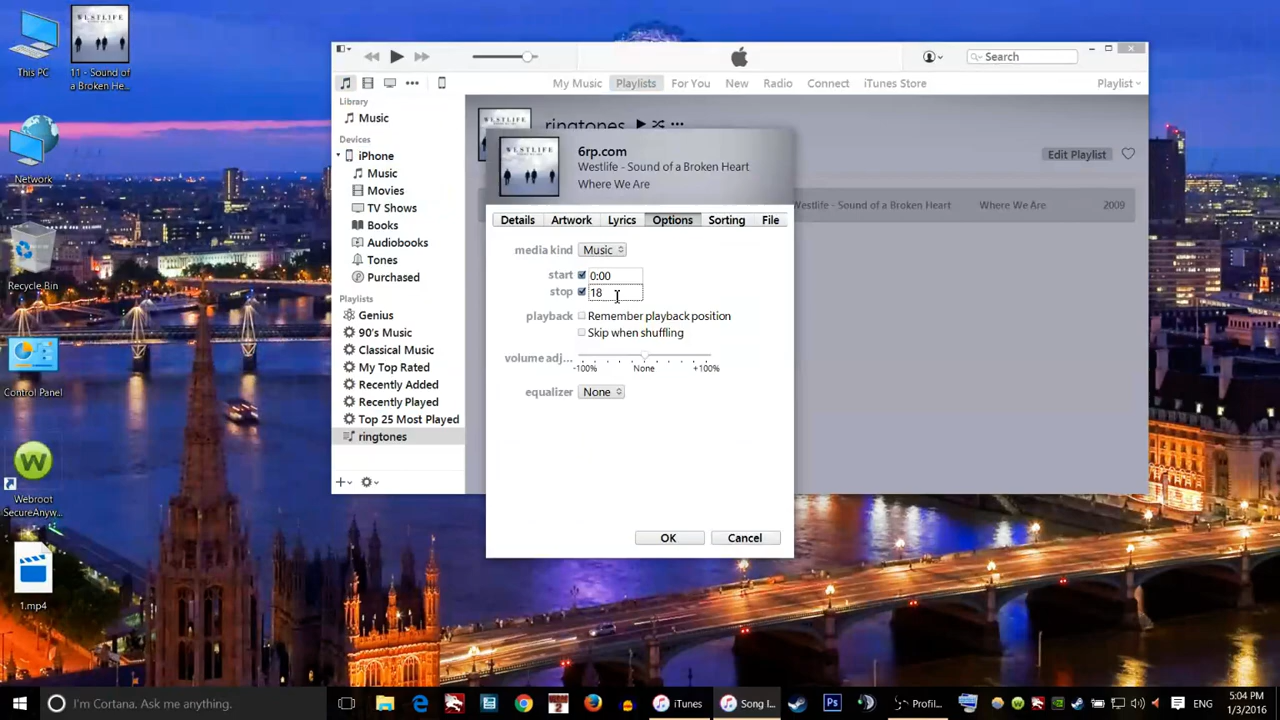 This PC
11 - Sound of
a Broken He...
Network
Recycle Bin
Control Panel
Webroot
SecureAnyw...
1.mp4
Search
My Music
Playlists
For You
New
Radio
Connect
iTunes Store
Playlist
Library
Music
Devices
iPhone
Music
Movies
TV Shows
Books
Audiobooks
Tones
Purchased
Playlists
Genius
90's Music
Classical Music
My Top Rated
Recently Added
Recently Played
Top 25 Most Played
ringtones
ringtones
Edit Playlist
Westlife - Sound of a Broken Heart
Where We Are
2009
WESTLIFE
6rp.com
Westlife - Sound of a Broken Heart
Where We Are
Details
Artwork
Lyrics
Options
Sorting
File
media kind Music
start 0:00
stop 18
playback Remember playback position
Skip when shuffling
volume adj...
-100% None +100%
equalizer None
OK
Cancel
I'm Cortana. Ask me anything.
iTunes
Song I...
Profil...
ENG
5:04 PM
1/3/2016